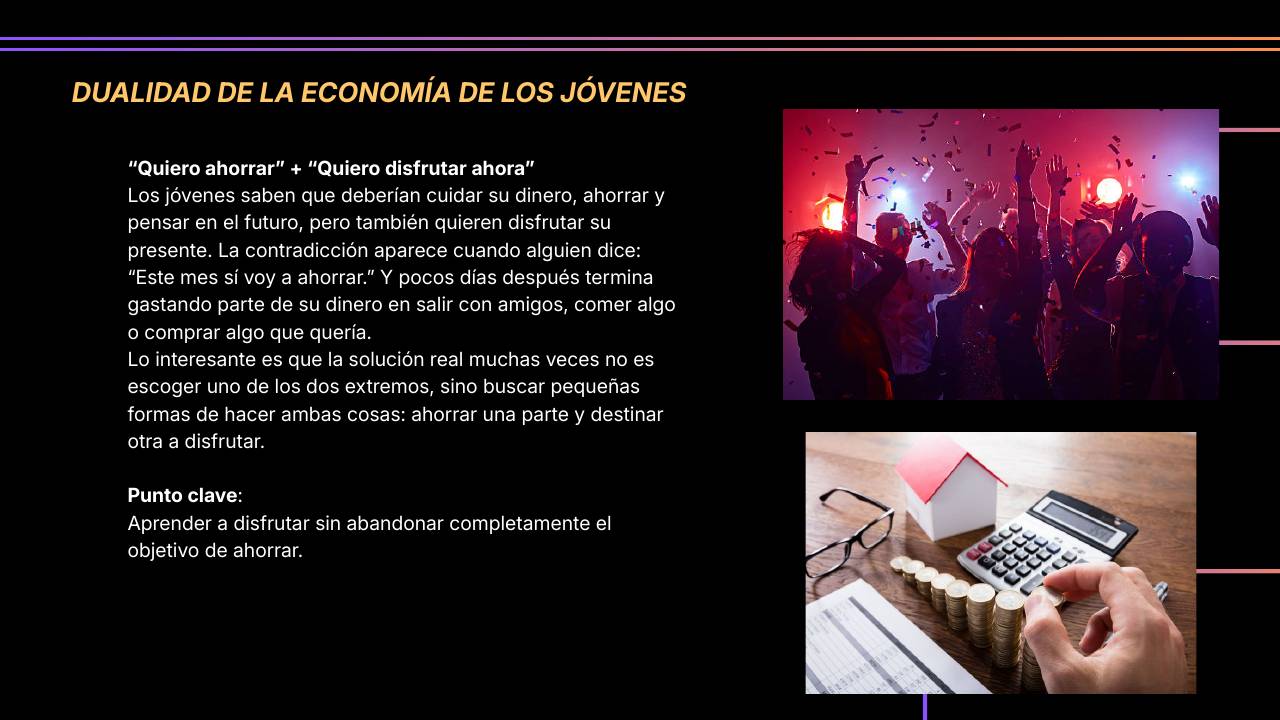 DUALIDAD DE LA ECONOMÍA DE LOS JÓVENES
“Quiero ahorrar” + “Quiero disfrutar ahora”
Los jóvenes saben que deberían cuidar su dinero, ahorrar y
pensar en el futuro, pero también quieren disfrutar su
presente. La contradicción aparece cuando alguien dice:
“Este mes sí voy a ahorrar.” Y pocos días después termina
gastando parte de su dinero en salir con amigos, comer algo
o comprar algo que quería.
Lo interesante es que la solución real muchas veces no es
escoger uno de los dos extremos, sino buscar pequeñas
formas de hacer ambas cosas: ahorrar una parte y destinar
otra a disfrutar.
Punto clave:
Aprender a disfrutar sin abandonar completamente el
objetivo de ahorrar.